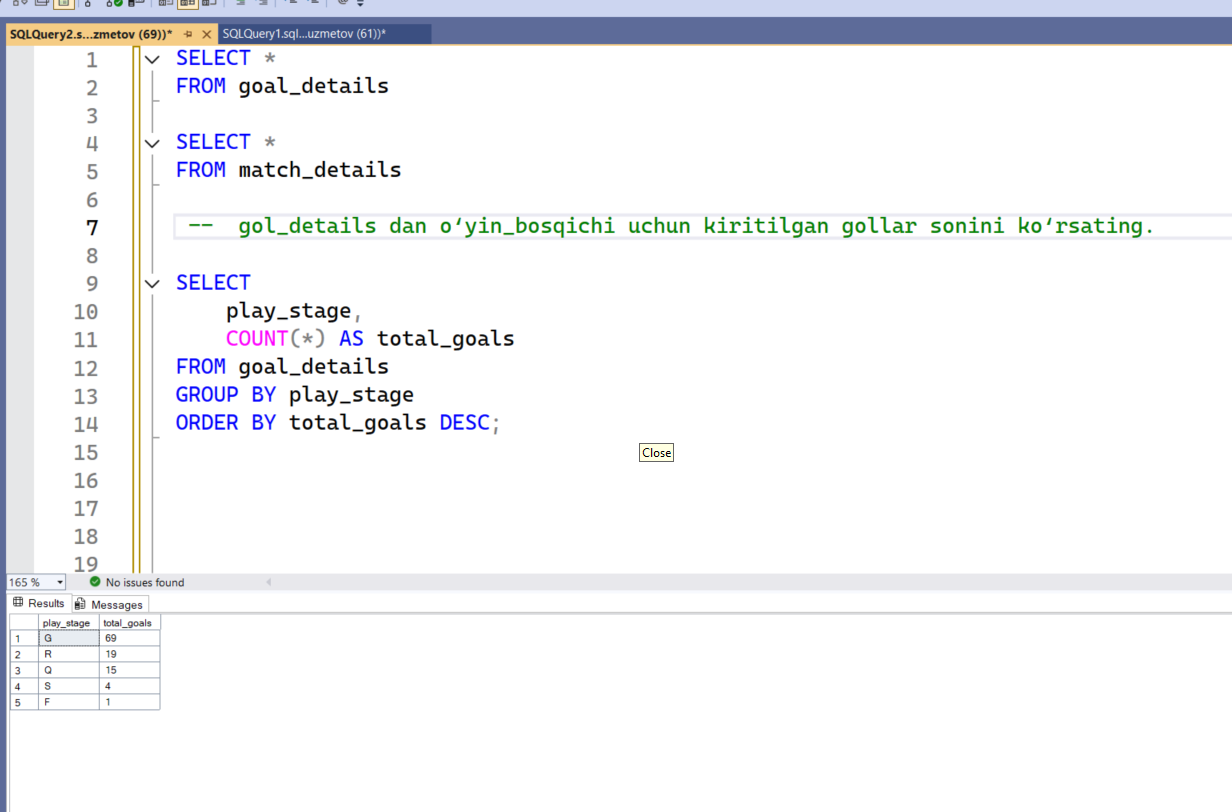 SQLQuery2.s...zmetov (69))*
SQLQuery1.sql...uzmetov (61))*
1 SELECT *
2 FROM goal_details
3
4 SELECT *
5 FROM match_details
6
7 -- gol_details dan oʻyin_bosqichi uchun kiritilgan gollar sonini koʻrsating.
8
9 SELECT
10 play_stage,
11 COUNT(*) AS total_goals
12 FROM goal_details
13 GROUP BY play_stage
14 ORDER BY total_goals DESC;
15
Close
16
17
18
19
165 % No issues found
Results Messages
play_stage total_goals
1 G 69
2 R 19
3 Q 15
4 S 4
5 F 1